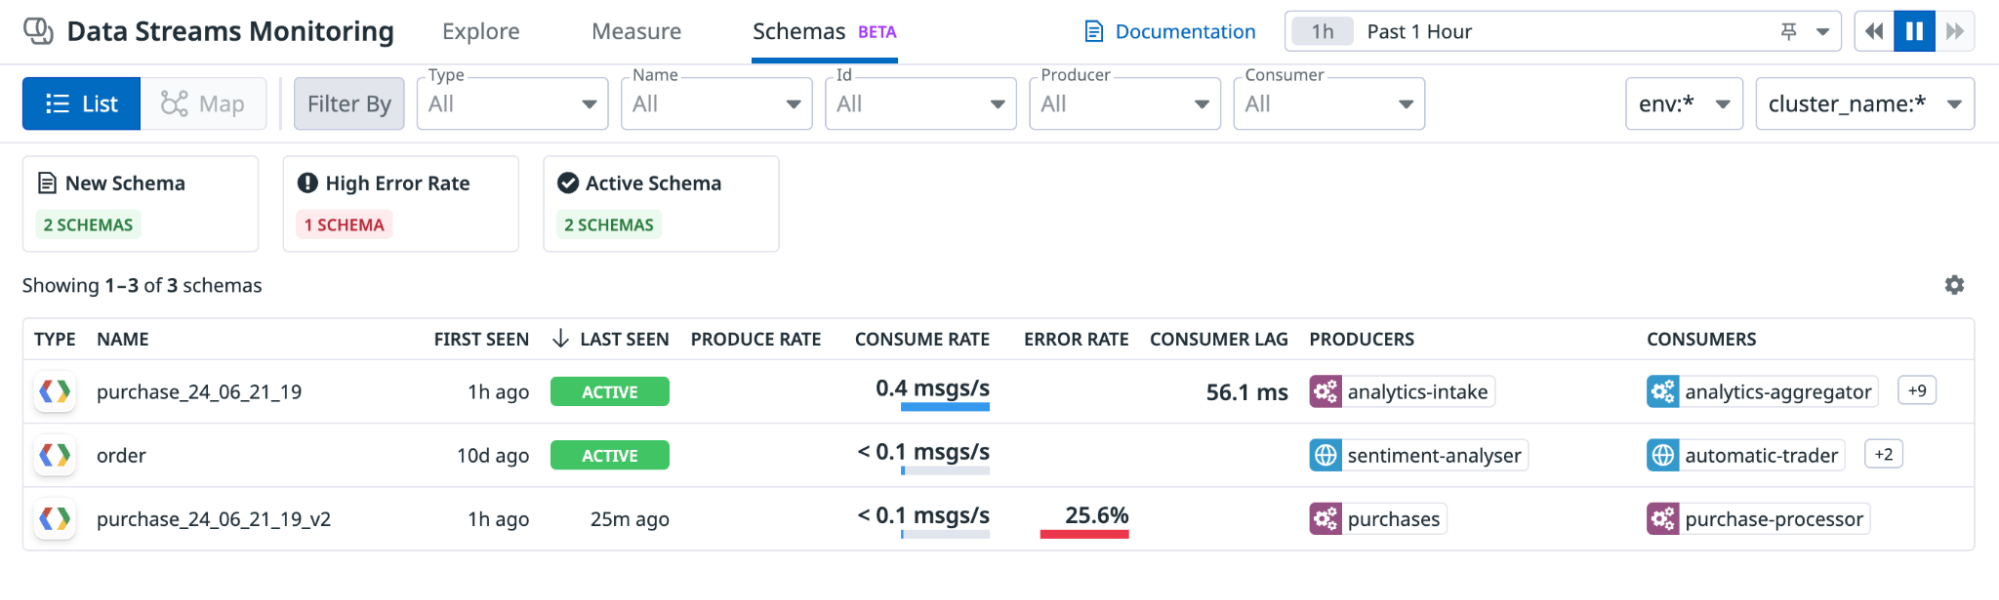 Data Streams Monitoring Explore Measure Schemas BETA Documentation 1h Past 1 Hour
List Map Filter By Type All Name All Id All Producer All Consumer All env:* cluster_name:*
New Schema High Error Rate Active Schema
2 SCHEMAS 1 SCHEMA 2 SCHEMAS
Showing 1–3 of 3 schemas
TYPE NAME FIRST SEEN LAST SEEN PRODUCE RATE CONSUME RATE ERROR RATE CONSUMER LAG PRODUCERS CONSUMERS
purchase_24_06_21_19 1h ago ACTIVE 0.4 msgs/s 56.1 ms analytics-intake analytics-aggregator +9
order 10d ago ACTIVE < 0.1 msgs/s sentiment-analyser automatic-trader +2
purchase_24_06_21_19_v2 1h ago 25m ago < 0.1 msgs/s 25.6% purchases purchase-processor